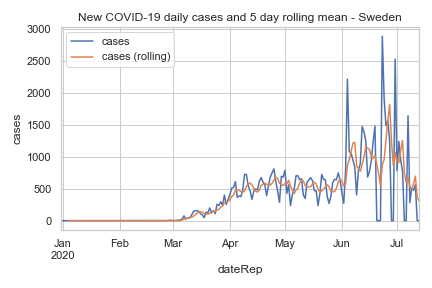 New COVID-19 daily cases and 5 day rolling mean - Sweden
3000
cases
cases (rolling)
2500
2000
1500
1000
500
0
cases
Jan
2020
Feb
Mar
Apr
May
Jun
Jul
dateRep